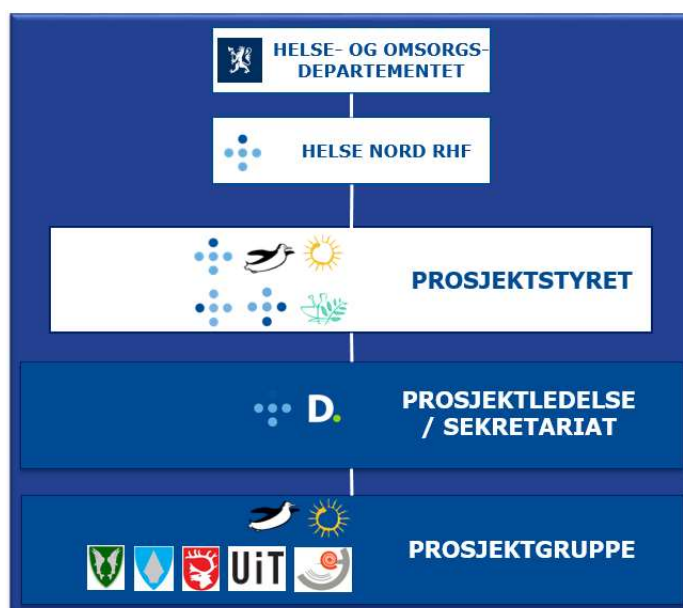 HELSE- OG OMSORGS-
DEPARTEMENTET
HELSE NORD RHF
PROSJEKTSTYRET
D.
PROSJEKTLEDELSE
/ SEKRETARIAT
PROSJEKTGRUPPE
UiT